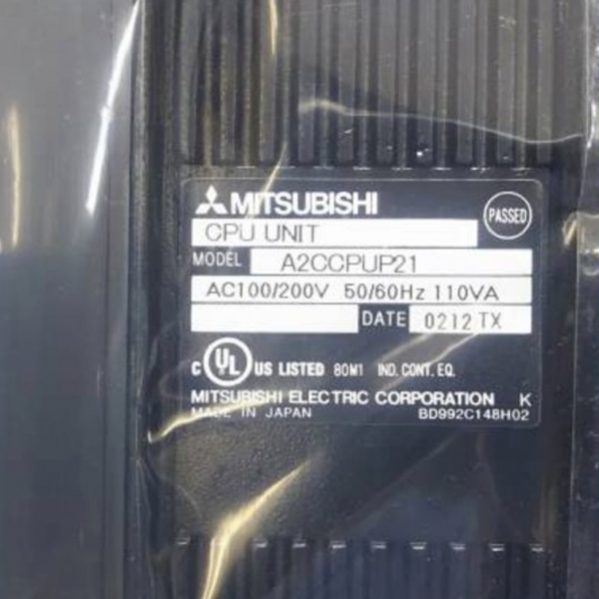 MITSUBISHI
PASSED
CPU UNIT
MODEL A2CCPUP21
AC100/200V 50/60Hz 110VA
DATE 0212 TX
C UL US LISTED 80M1 IND. CONT. EQ.
MITSUBISHI ELECTRIC CORPORATION K
MADE IN JAPAN BD992C148H02